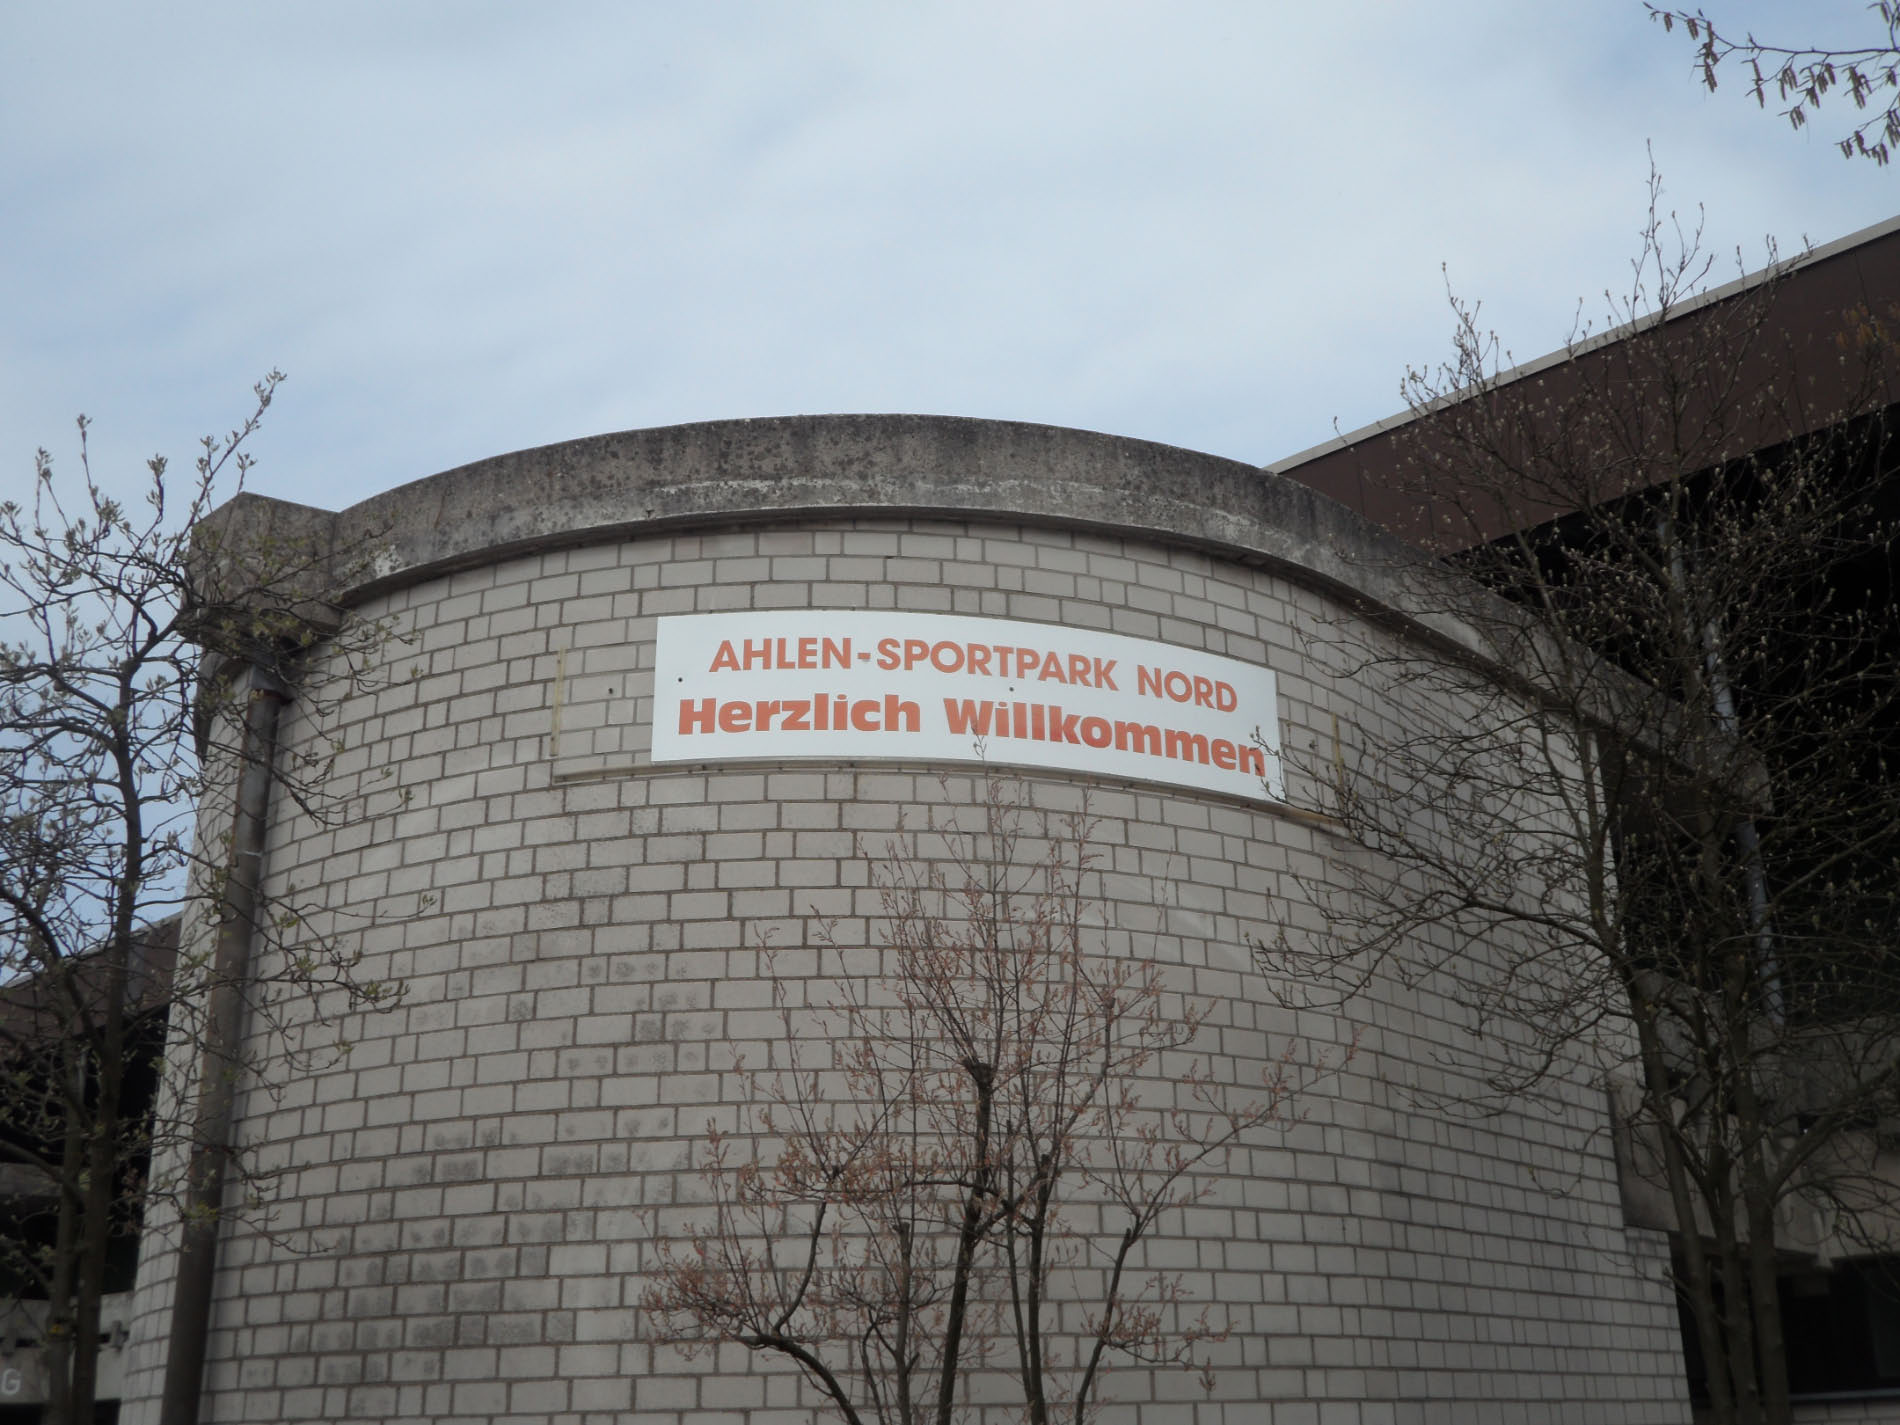 AHLEN-SPORTPARK NORD
Herzlich Willkommen
G